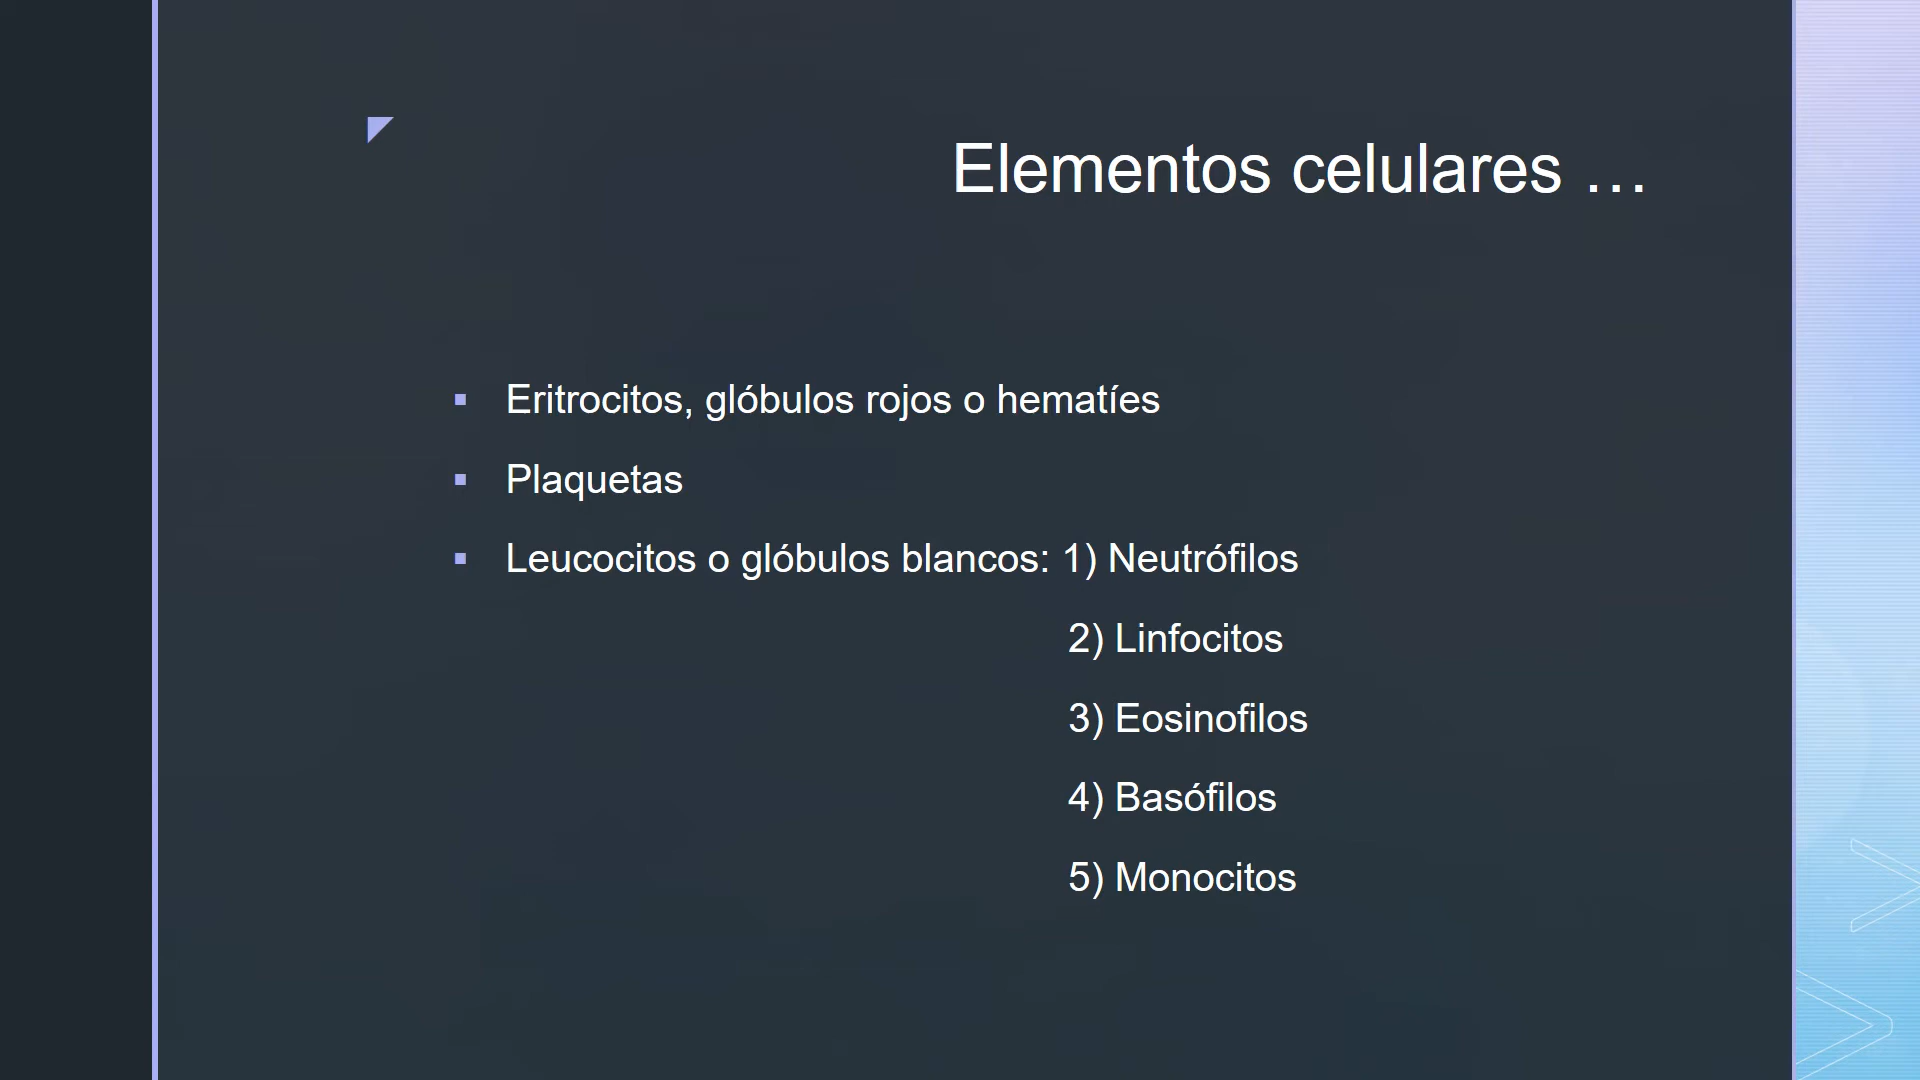 Elementos celulares …
▪ Eritrocitos, glóbulos rojos o hematíes
▪ Plaquetas
▪ Leucocitos o glóbulos blancos: 1) Neutrófilos
2) Linfocitos
3) Eosinofilos
4) Basófilos
5) Monocitos